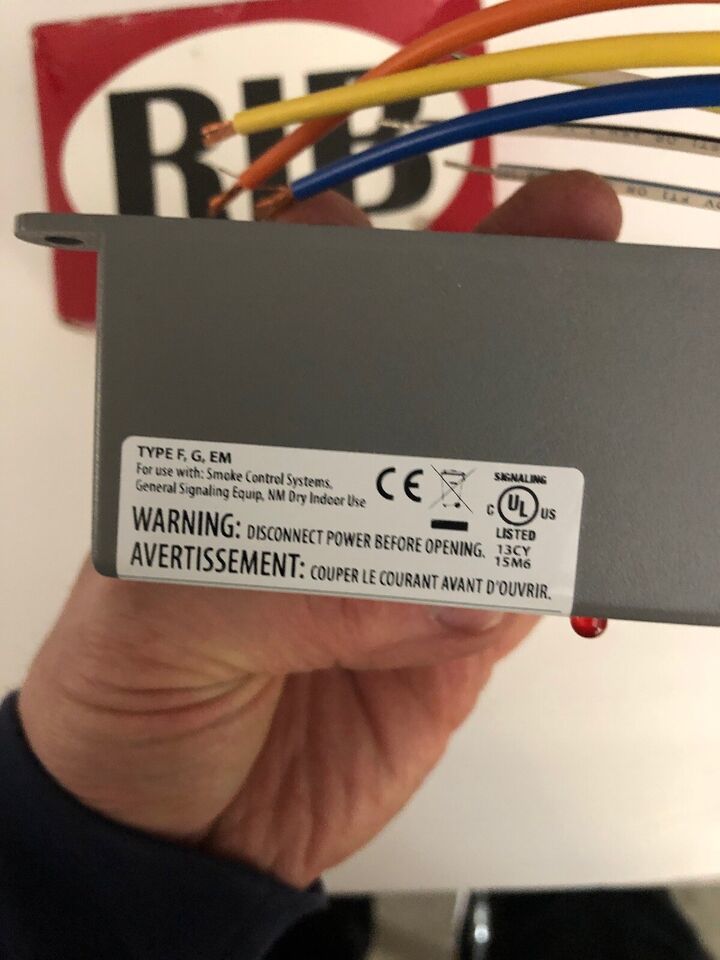 RIB
TYPE F, G, EM
For use with: Smoke Control Systems,
General Signaling Equip, NM Dry Indoor Use
CE
SIGNALING
C UL US
LISTED
13CY
15M6
WARNING: DISCONNECT POWER BEFORE OPENING.
AVERTISSEMENT: COUPER LE COURANT AVANT D'OUVRIR.